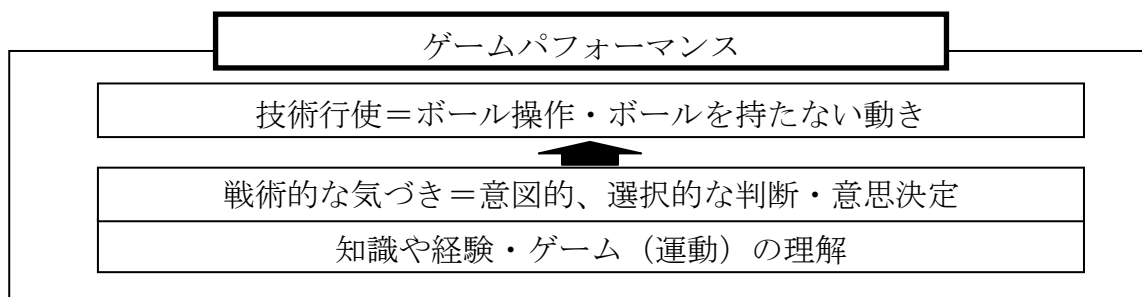 ゲームパフォーマンス
技術行使＝ボール操作・ボールを持たない動き
戦術的な気づき＝意図的、選択的な判断・意思決定
知識や経験・ゲーム（運動）の理解